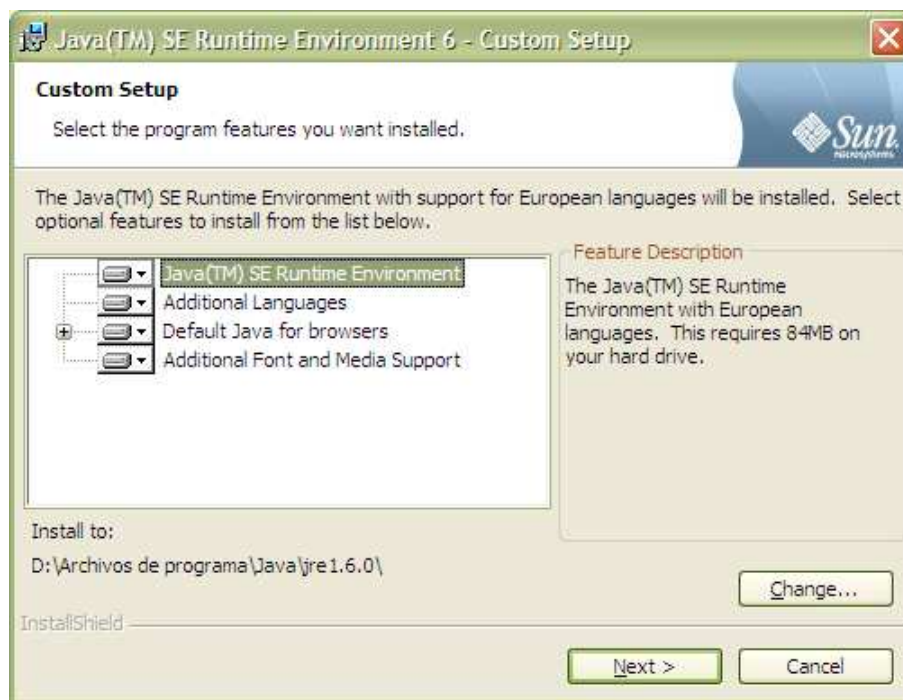 Java(TM) SE Runtime Environment 6 - Custom Setup
Custom Setup
Select the program features you want installed.
Sun
microsystems
The Java(TM) SE Runtime Environment with support for European languages will be installed. Select
optional features to install from the list below.
Java(TM) SE Runtime Environment
Additional Languages
Default Java for browsers
Additional Font and Media Support
Feature Description
The Java(TM) SE Runtime
Environment with European
languages. This requires 84MB on
your hard drive.
Install to:
D:\Archivos de programa\Java\jre1.6.0\
Change...
InstallShield
Next >
Cancel